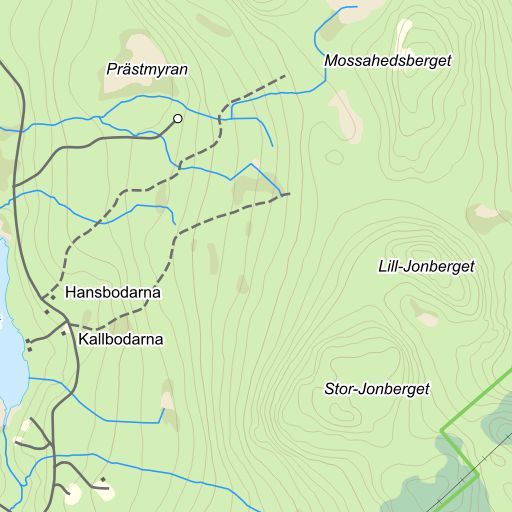 Mossahedsberget
Prästmyran
Lill-Jonberget
Hansbodarna
Kallbodarna
Stor-Jonberget